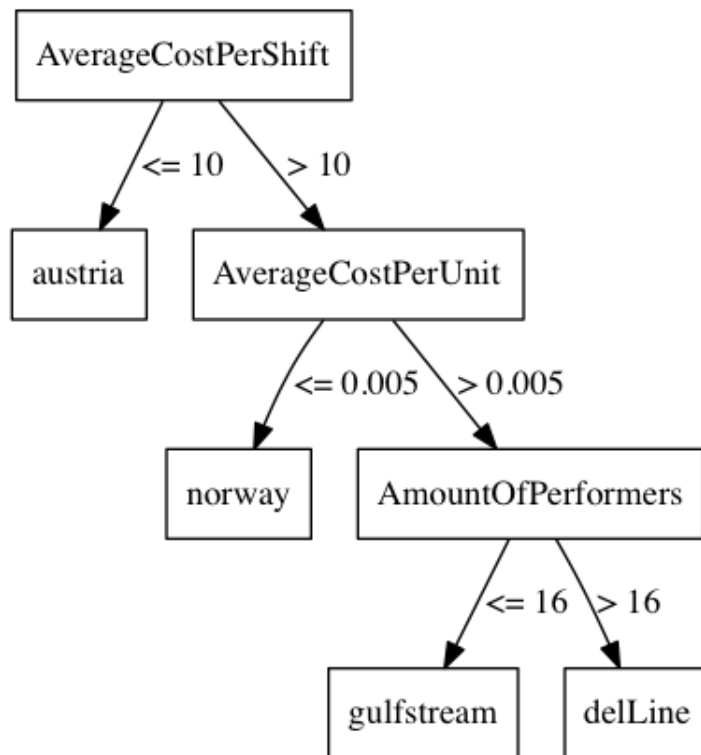 AverageCostPerShift
<= 10
> 10
austria
AverageCostPerUnit
<= 0.005
> 0.005
norway
AmountOfPerformers
<= 16
> 16
gulfstream
delLine